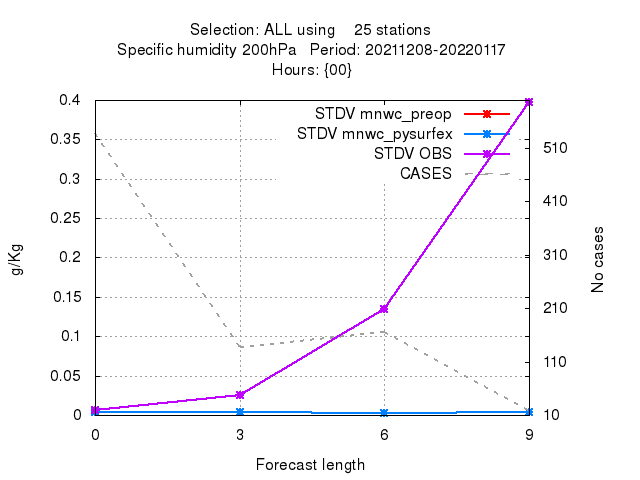 Selection: ALL using 25 stations
Specific humidity 200hPa Period: 20211208-20220117
Hours: {00}
STDV mnwc_preop
STDV mnwc_pysurfex
STDV OBS
CASES
0.4
0.35
0.3
0.25
0.2
0.15
0.1
0.05
0
g/Kg
510
410
310
210
110
10
No cases
0 3 6 9
Forecast length